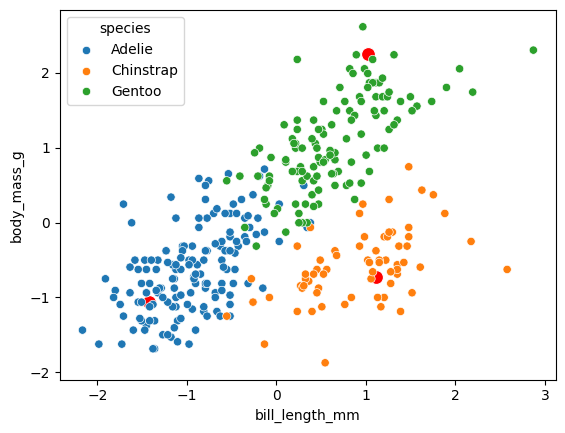 species
Adelie
Chinstrap
Gentoo
body_mass_g
2
1
0
−1
−2
−2
−1
0
1
2
3
bill_length_mm